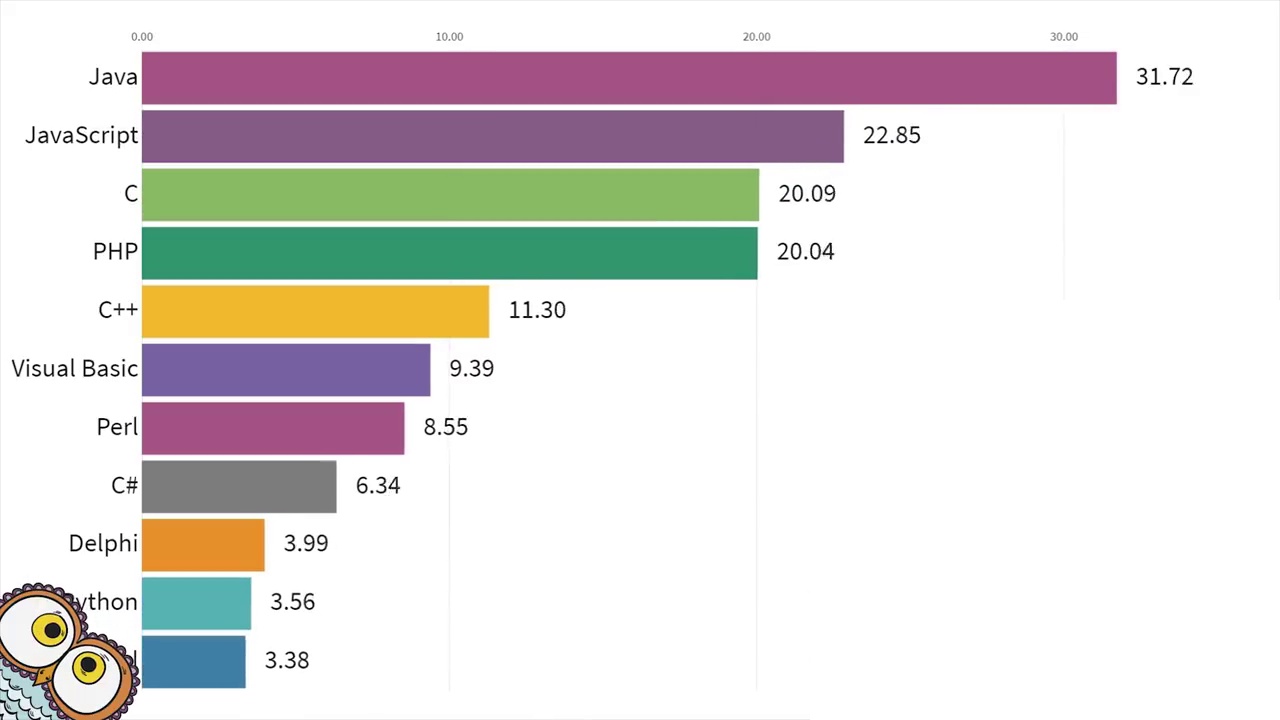 0.00 10.00 20.00 30.00
Java 31.72
JavaScript 22.85
C 20.09
PHP 20.04
C++ 11.30
Visual Basic 9.39
Perl 8.55
C# 6.34
Delphi 3.99
ython 3.56
3.38